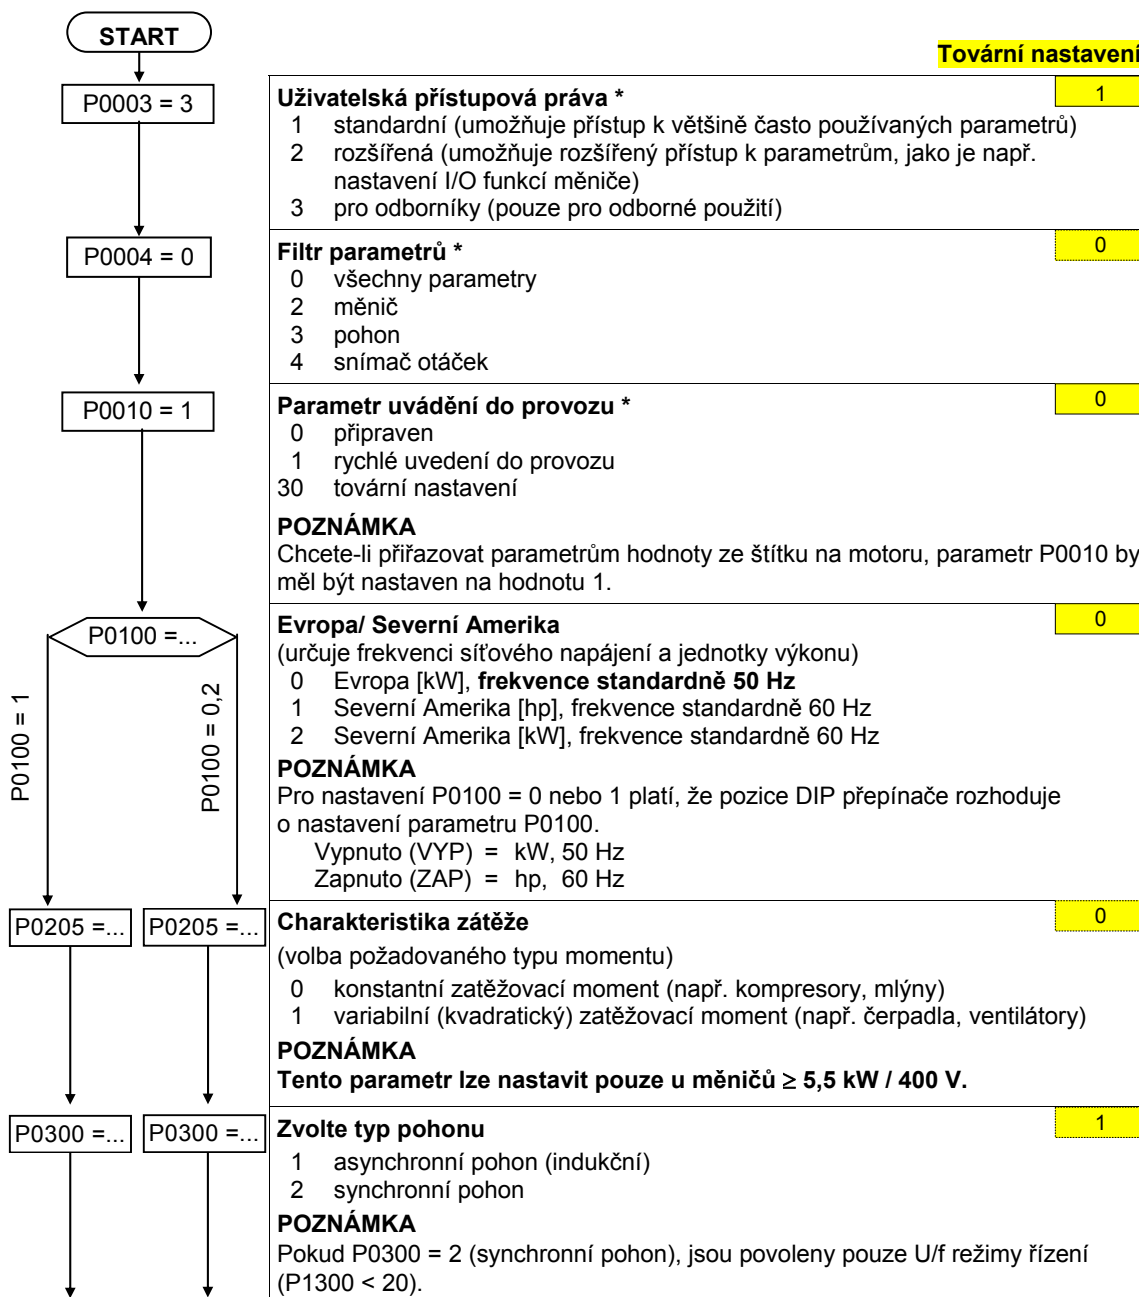 START
Tovární nastavení
P0003 = 3
Uživatelská přístupová práva *
1
1 standardní (umožňuje přístup k většině často používaných parametrů)
2 rozšířená (umožňuje rozšířený přístup k parametrům, jako je např.
nastavení I/O funkcí měniče)
3 pro odborníky (pouze pro odborné použití)
P0004 = 0
Filtr parametrů *
0
0 všechny parametry
2 měnič
3 pohon
4 snímač otáček
P0010 = 1
Parametr uvádění do provozu *
0
0 připraven
1 rychlé uvedení do provozu
30 tovární nastavení
POZNÁMKA
Chcete-li přiřazovat parametrům hodnoty ze štítku na motoru, parametr P0010 by
měl být nastaven na hodnotu 1.
P0100 =...
P0100 = 1
P0100 = 0,2
Evropa/ Severní Amerika
0
(určuje frekvenci síťového napájení a jednotky výkonu)
0 Evropa [kW], frekvence standardně 50 Hz
1 Severní Amerika [hp], frekvence standardně 60 Hz
2 Severní Amerika [kW], frekvence standardně 60 Hz
POZNÁMKA
Pro nastavení P0100 = 0 nebo 1 platí, že pozice DIP přepínače rozhoduje
o nastavení parametru P0100.
Vypnuto (VYP) = kW, 50 Hz
Zapnuto (ZAP) = hp, 60 Hz
P0205 =...
P0205 =...
Charakteristika zátěže
0
(volba požadovaného typu momentu)
0 konstantní zatěžovací moment (např. kompresory, mlýny)
1 variabilní (kvadratický) zatěžovací moment (např. čerpadla, ventilátory)
POZNÁMKA
Tento parametr lze nastavit pouze u měničů ≥ 5,5 kW / 400 V.
P0300 =...
P0300 =...
Zvolte typ pohonu
1
1 asynchronní pohon (indukční)
2 synchronní pohon
POZNÁMKA
Pokud P0300 = 2 (synchronní pohon), jsou povoleny pouze U/f režimy řízení
(P1300 < 20).